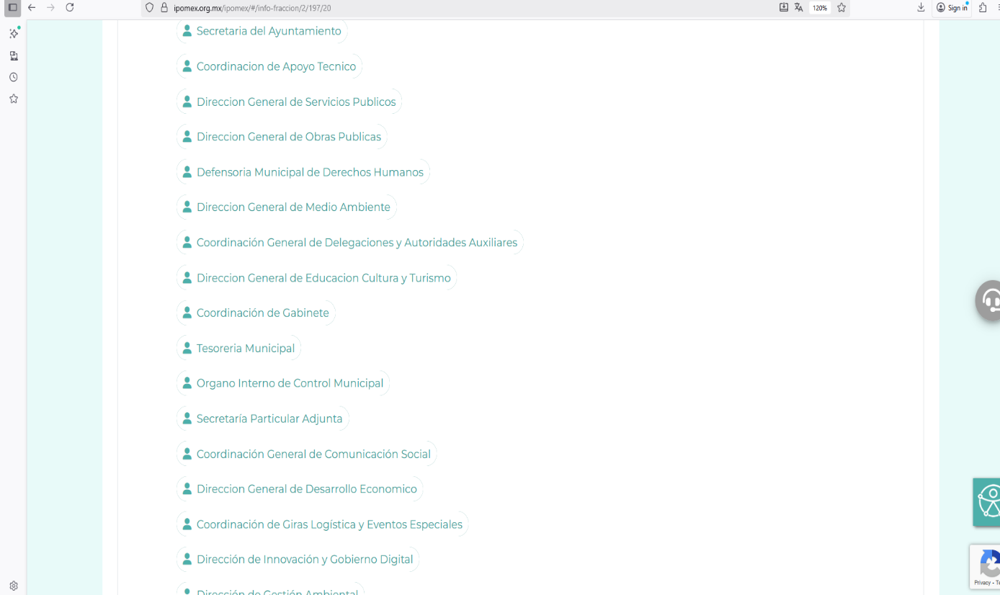 ipomex.org.mx/ipomex/#/info-fraccion/2/197/20
120%
Sign in
Secretaria del Ayuntamiento
Coordinacion de Apoyo Tecnico
Direccion General de Servicios Publicos
Direccion General de Obras Publicas
Defensoria Municipal de Derechos Humanos
Direccion General de Medio Ambiente
Coordinación General de Delegaciones y Autoridades Auxiliares
Direccion General de Educacion Cultura y Turismo
Coordinación de Gabinete
Tesoreria Municipal
Organo Interno de Control Municipal
Secretaría Particular Adjunta
Coordinación General de Comunicación Social
Direccion General de Desarrollo Economico
Coordinación de Giras Logística y Eventos Especiales
Dirección de Innovación y Gobierno Digital
Dirección de Gestión Ambiental
Privacy -